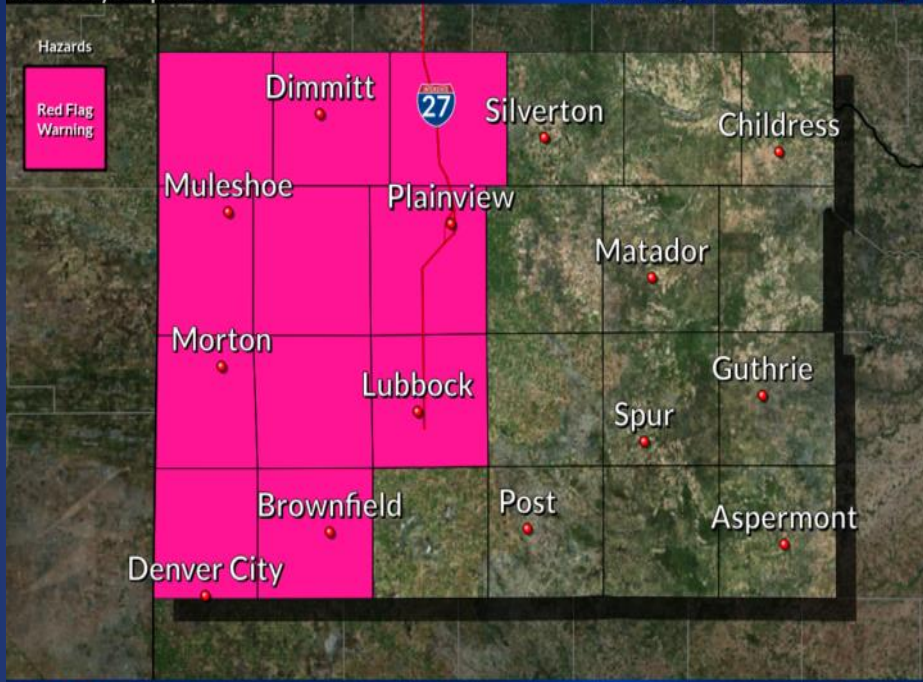 Hazards
Red Flag
Warning
Dimmitt
27
Silverton
Childress
Muleshoe
Plainview
Matador
Morton
Lubbock
Guthrie
Spur
Brownfield
Post
Aspermont
Denver City